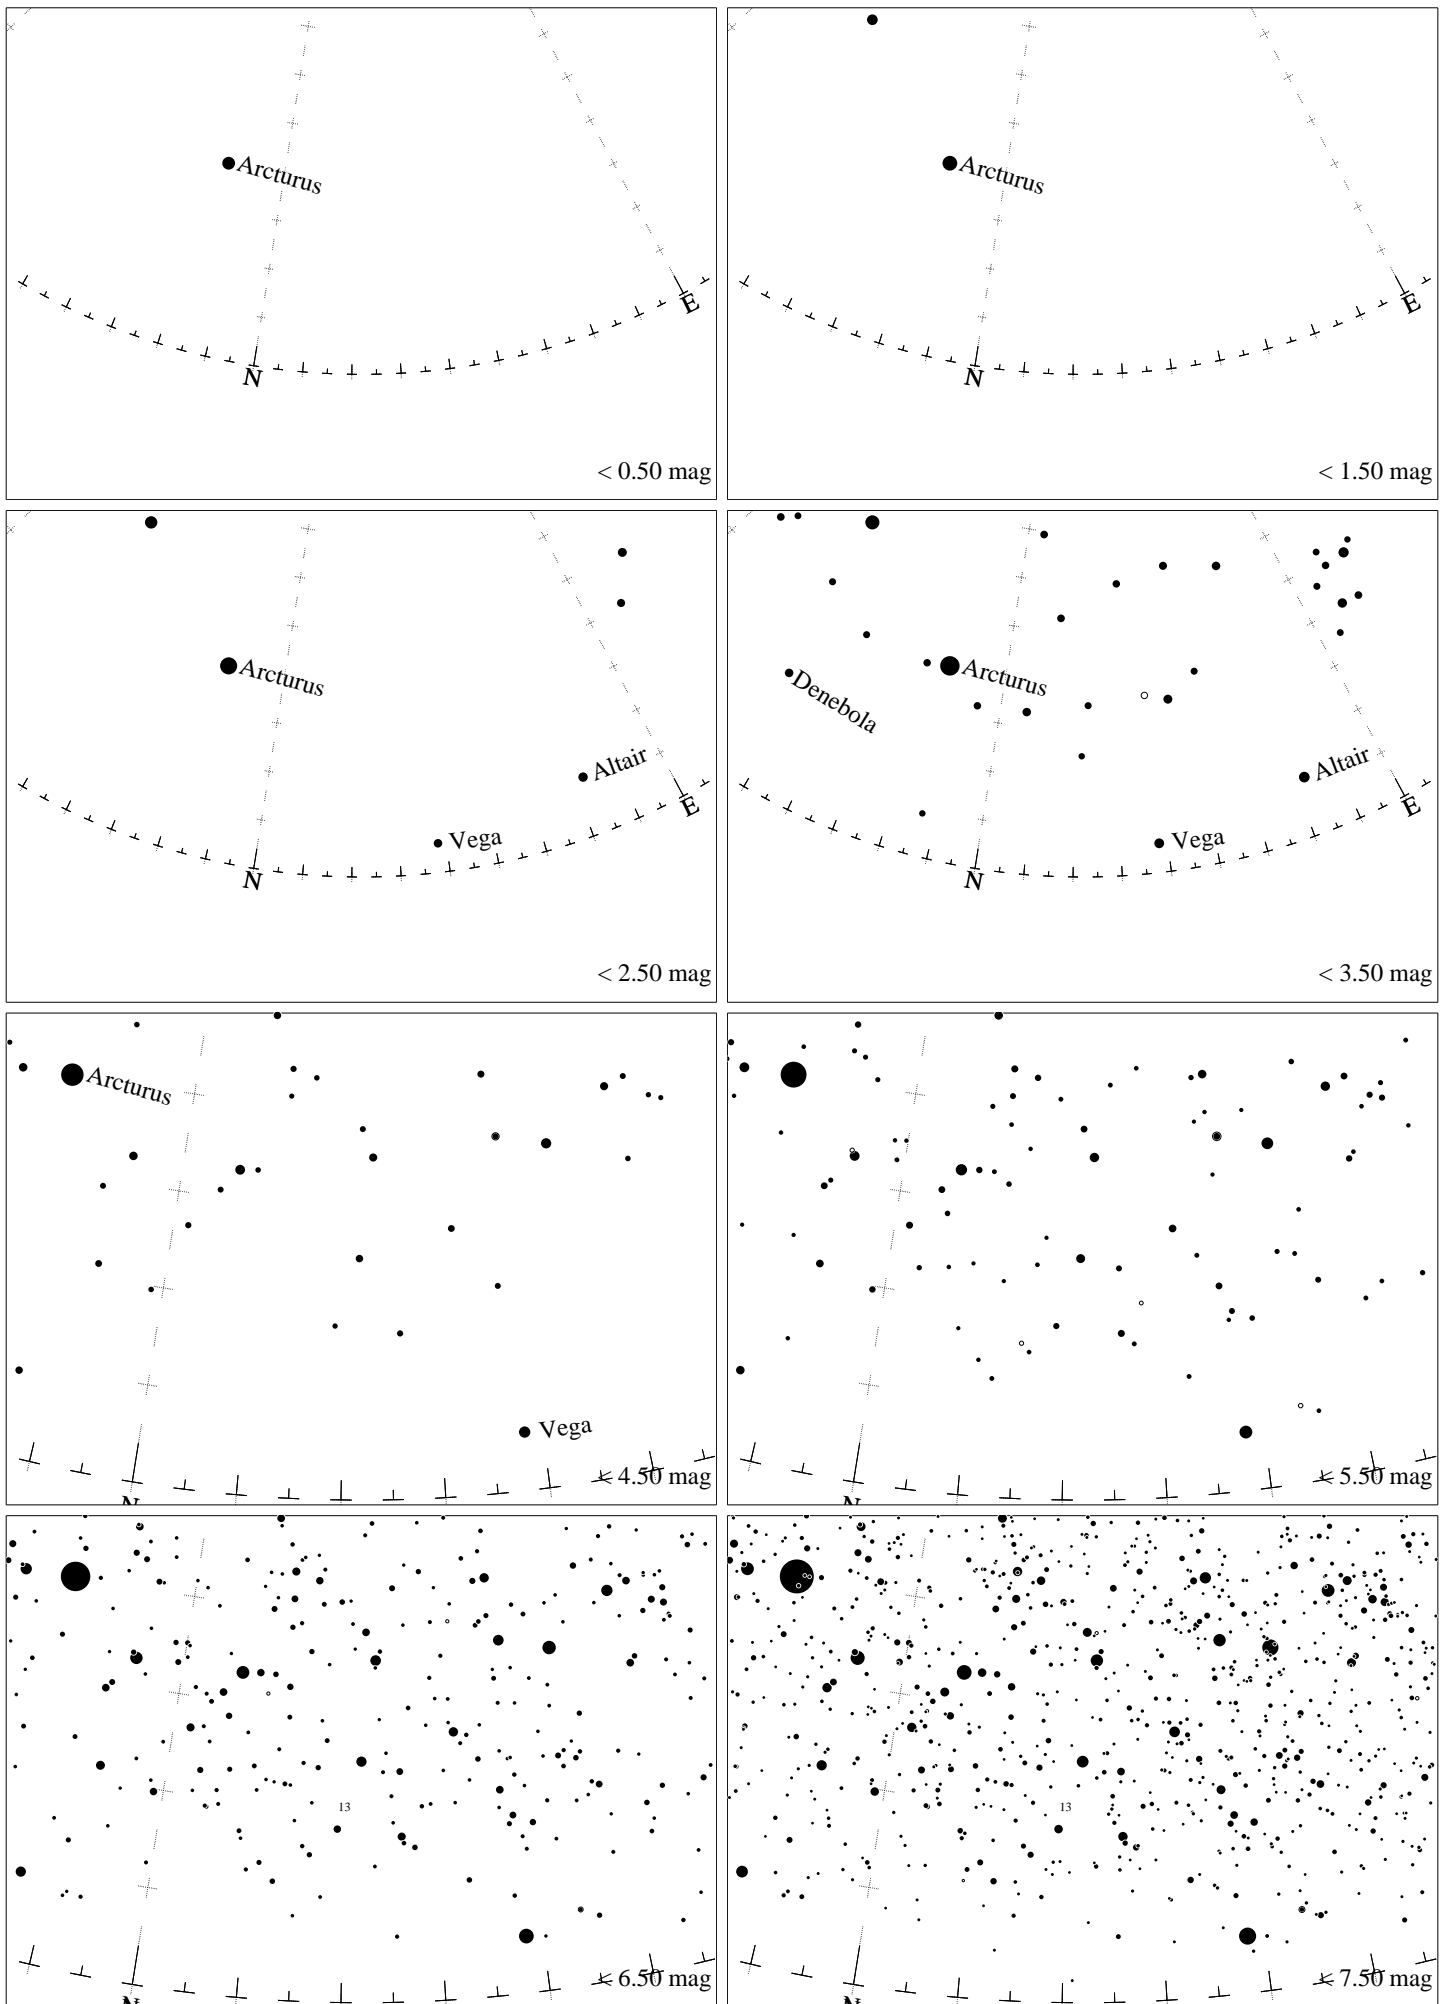 Arcturus
N
E
< 0.50 mag
Arcturus
N
E
< 1.50 mag
Arcturus
Altair
E
Vega
N
< 2.50 mag
Denebola
Arcturus
Altair
E
Vega
N
< 3.50 mag
Arcturus
Vega
< 4.50 mag
N
< 5.50 mag
N
13
< 6.50 mag
N
13
< 7.50 mag
N